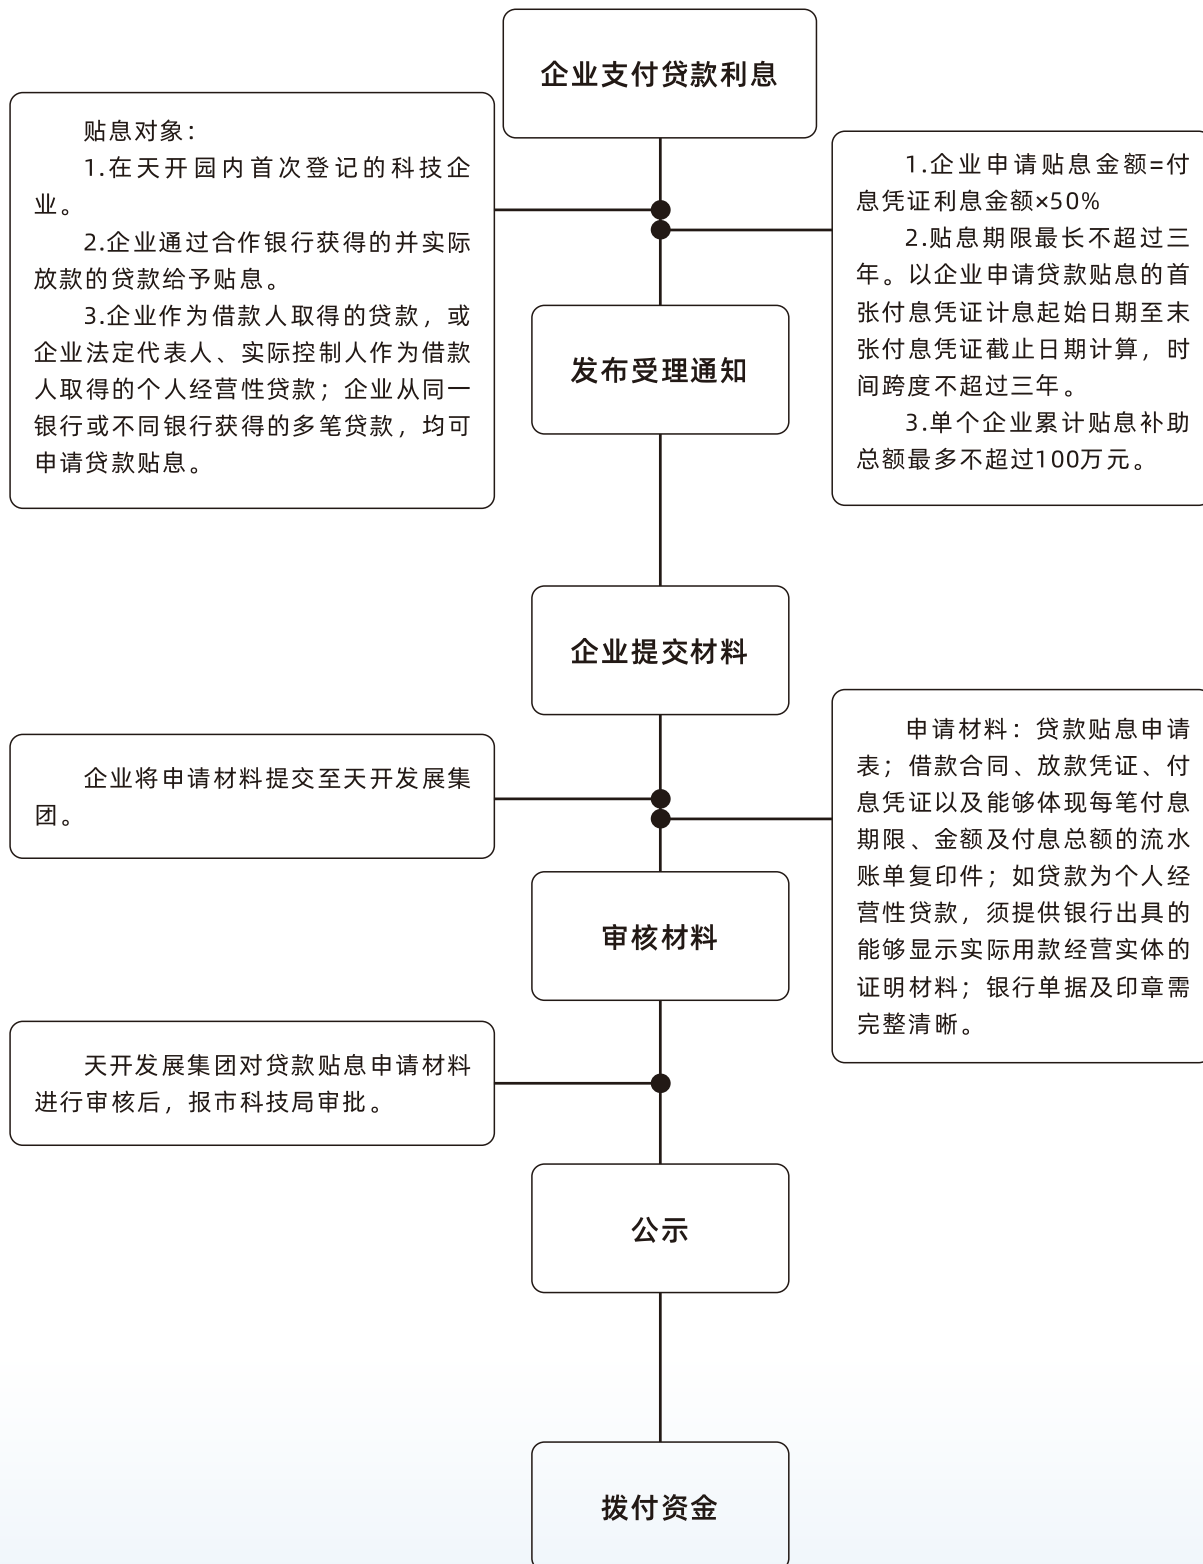 企业支付贷款利息
贴息对象：
1.在天开园内首次登记的科技企
业。
2.企业通过合作银行获得的并实际
放款的贷款给予贴息。
3.企业作为借款人取得的贷款，或
企业法定代表人、实际控制人作为借款
人取得的个人经营性贷款；企业从同一
银行或不同银行获得的多笔贷款，均可
申请贷款贴息。
1.企业申请贴息金额=付
息凭证利息金额×50%
2.贴息期限最长不超过三
年。以企业申请贷款贴息的首
张付息凭证计息起始日期至末
张付息凭证截止日期计算，时
间跨度不超过三年。
3.单个企业累计贴息补助
总额最多不超过100万元。
发布受理通知
企业提交材料
企业将申请材料提交至天开发展集
团。
申请材料：贷款贴息申请
表；借款合同、放款凭证、付
息凭证以及能够体现每笔付息
期限、金额及付息总额的流水
账单复印件；如贷款为个人经
营性贷款，须提供银行出具的
能够显示实际用款经营实体的
证明材料；银行单据及印章需
完整清晰。
审核材料
天开发展集团对贷款贴息申请材料
进行审核后，报市科技局审批。
公示
拨付资金